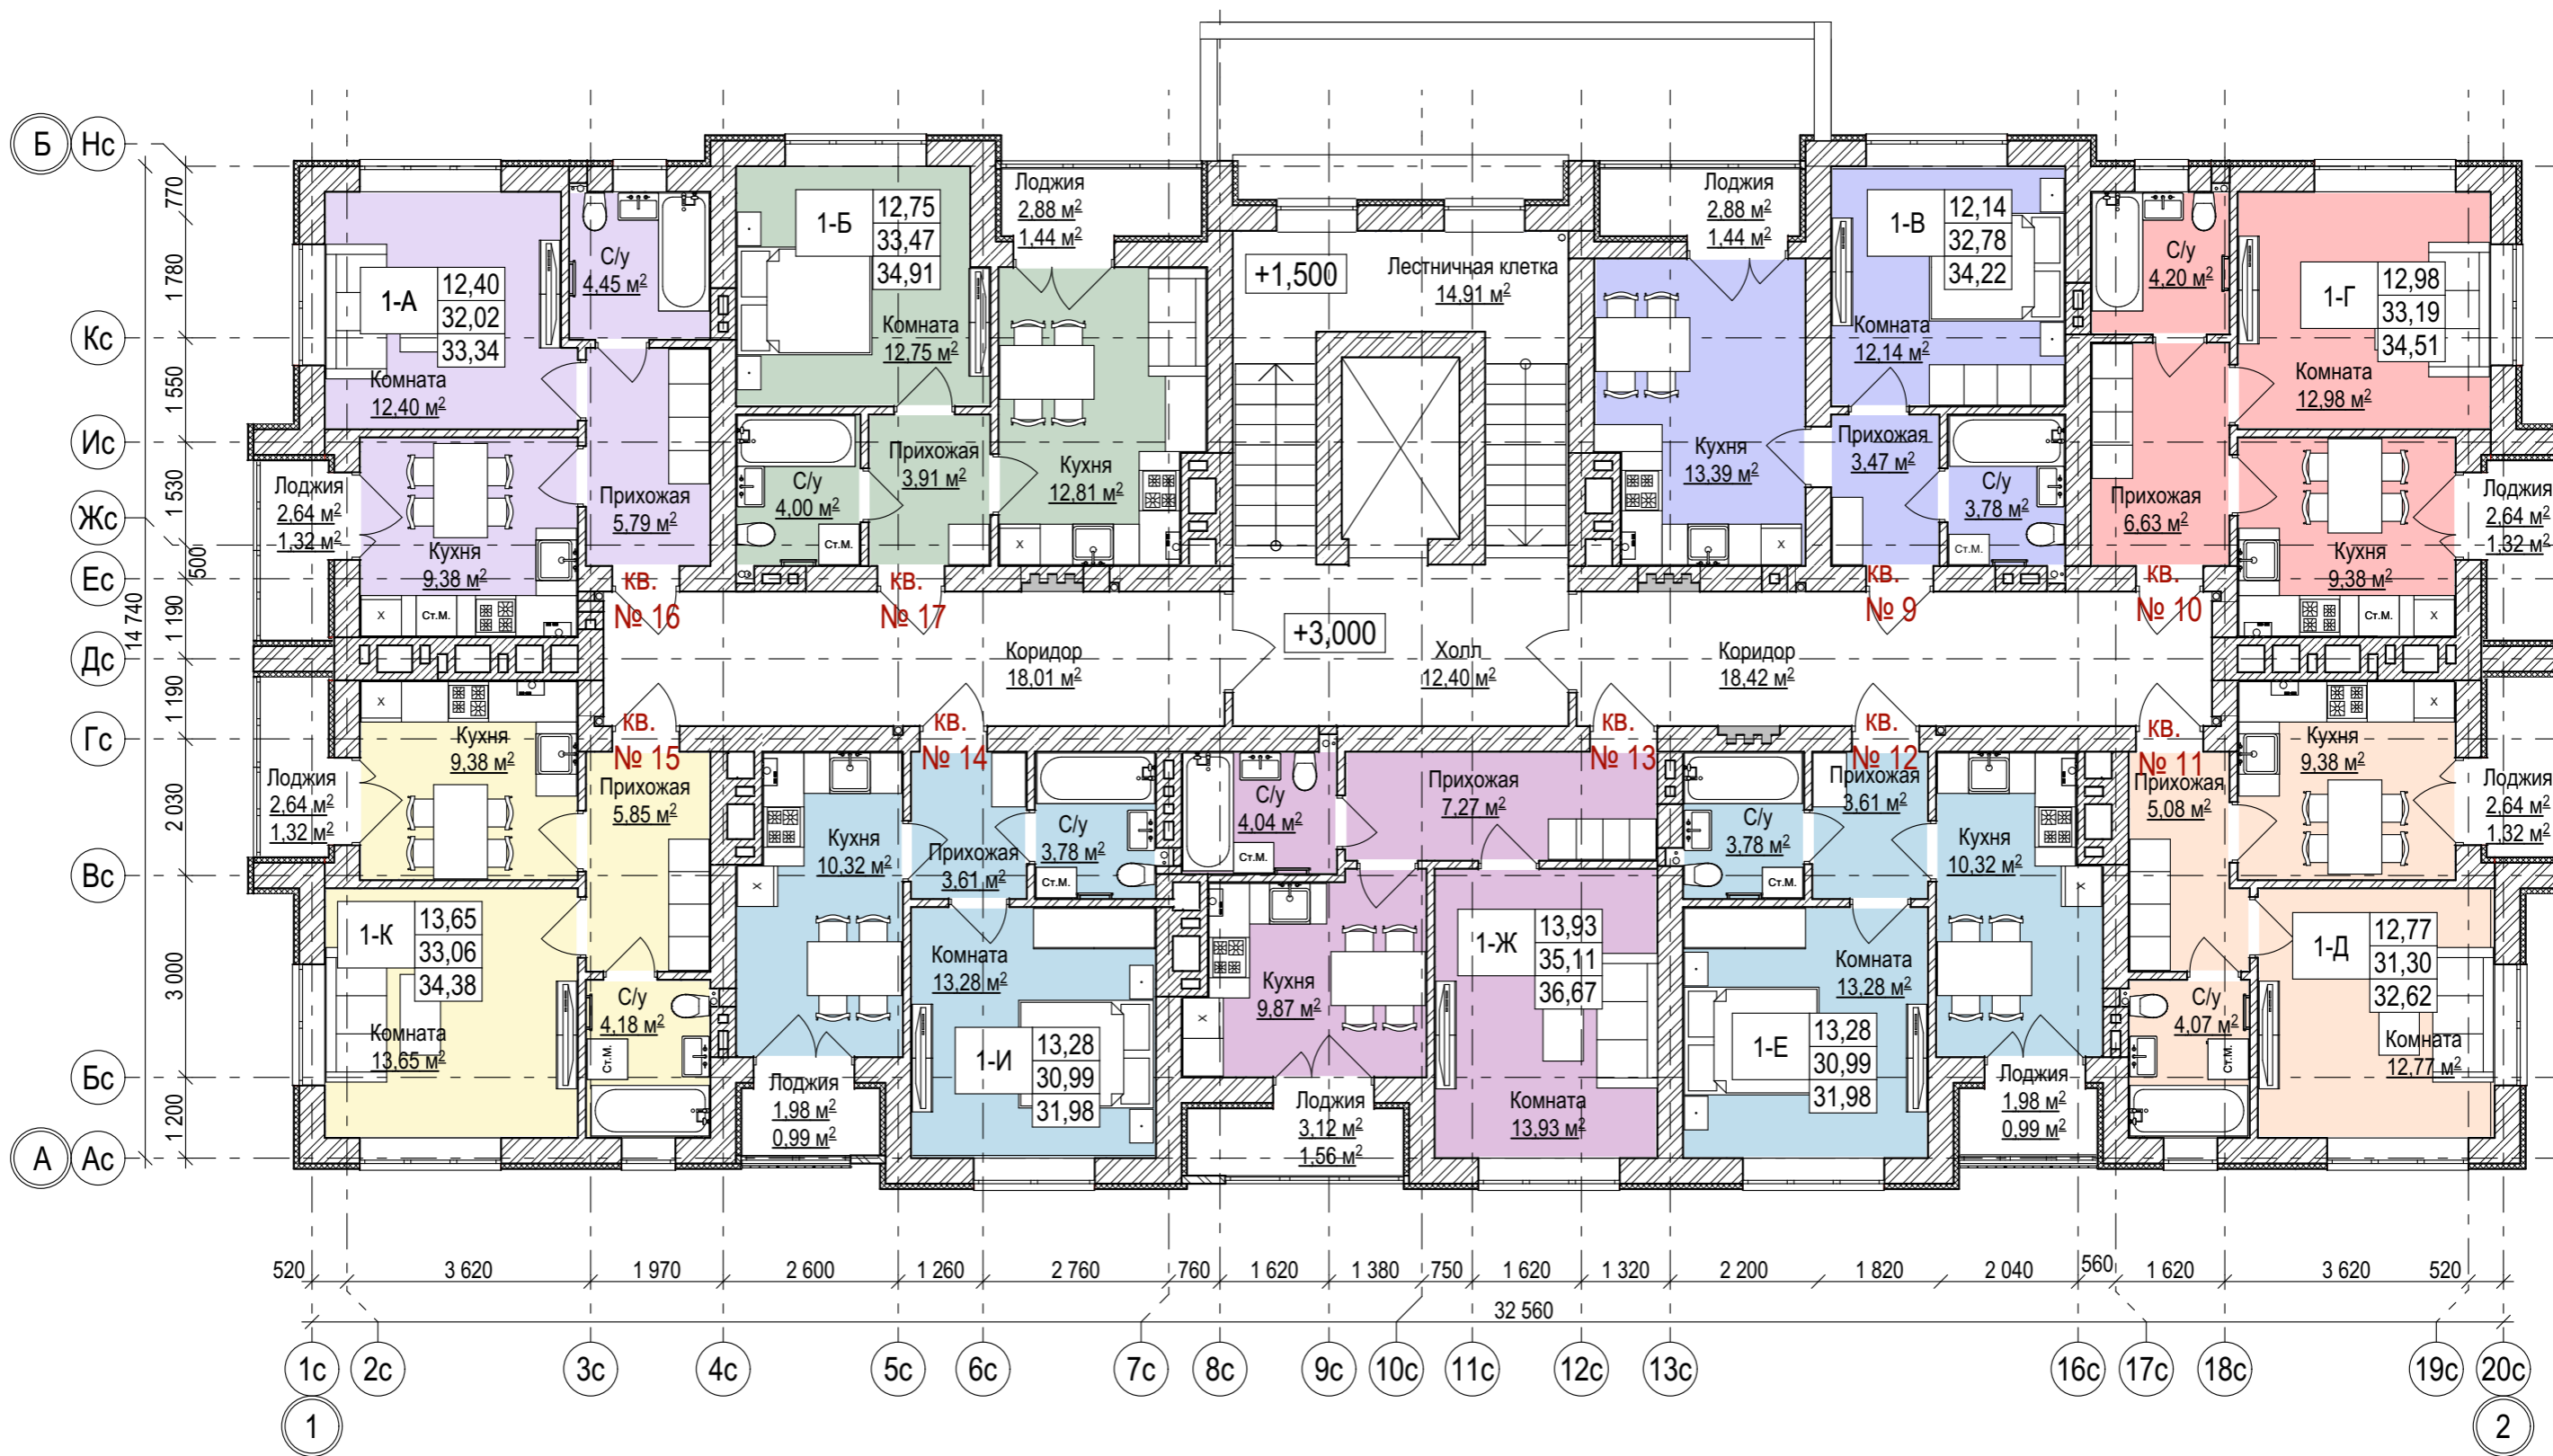 Б
Нс
Кс
Ис
Жс
Ес
Дс
Гс
Вс
Бс
А
Ас
770
1 780
1 550
1 530
500
1 190
1 190
2 030
3 000
1 200
14 740
1-А
12,40
32,02
33,34
Комната
12,40 м²
С/у
4,45 м²
Прихожая
5,79 м²
Кухня
9,38 м²
Х
Ст.М.
Лоджия
2,64 м²
1,32 м²
кв.
№ 16
1-Б
12,75
33,47
34,91
Комната
12,75 м²
Лоджия
2,88 м²
1,44 м²
С/у
4,00 м²
Ст.М.
Прихожая
3,91 м²
Кухня
12,81 м²
Х
кв.
№ 17
+1,500
Лестничная клетка
14,91 м²
Лоджия
2,88 м²
1,44 м²
1-В
12,14
32,78
34,22
Комната
12,14 м²
Кухня
13,39 м²
Х
Прихожая
3,47 м²
С/у
3,78 м²
Ст.М.
кв.
№ 9
С/у
4,20 м²
1-Г
12,98
33,19
34,51
Комната
12,98 м²
Прихожая
6,63 м²
Кухня
9,38 м²
Ст.М.
Х
Лоджия
2,64 м²
1,32 м²
кв.
№ 10
Коридор
18,01 м²
+3,000
Холл
12,40 м²
Коридор
18,42 м²
кв.
№ 15
Х
Кухня
9,38 м²
Прихожая
5,85 м²
Лоджия
2,64 м²
1,32 м²
1-К
13,65
33,06
34,38
Комната
13,65 м²
С/у
4,18 м²
Ст.М.
кв.
№ 14
Кухня
10,32 м²
Х
Прихожая
3,61 м²
С/у
3,78 м²
Ст.М.
Комната
13,28 м²
1-И
13,28
30,99
31,98
Лоджия
1,98 м²
0,99 м²
кв.
№ 13
С/у
4,04 м²
Ст.М.
Прихожая
7,27 м²
Кухня
9,87 м²
Х
1-Ж
13,93
35,11
36,67
Комната
13,93 м²
Лоджия
3,12 м²
1,56 м²
кв.
№ 12
С/у
3,78 м²
Ст.М.
Прихожая
3,61 м²
Кухня
10,32 м²
Х
Комната
13,28 м²
1-Е
13,28
30,99
31,98
Лоджия
1,98 м²
0,99 м²
кв.
№ 11
Прихожая
5,08 м²
Х
Кухня
9,38 м²
Лоджия
2,64 м²
1,32 м²
1-Д
12,77
31,30
32,62
Комната
12,77 м²
С/у
4,07 м²
Ст.М.
520
3 620
1 970
2 600
1 260
2 760
760
1 620
1 380
750
1 620
1 320
2 200
1 820
2 040
560
1 620
3 620
520
32 560
1с
2с
3с
4с
5с
6с
7с
8с
9с
10с
11с
12с
13с
16с
17с
18с
19с
20с
1
2